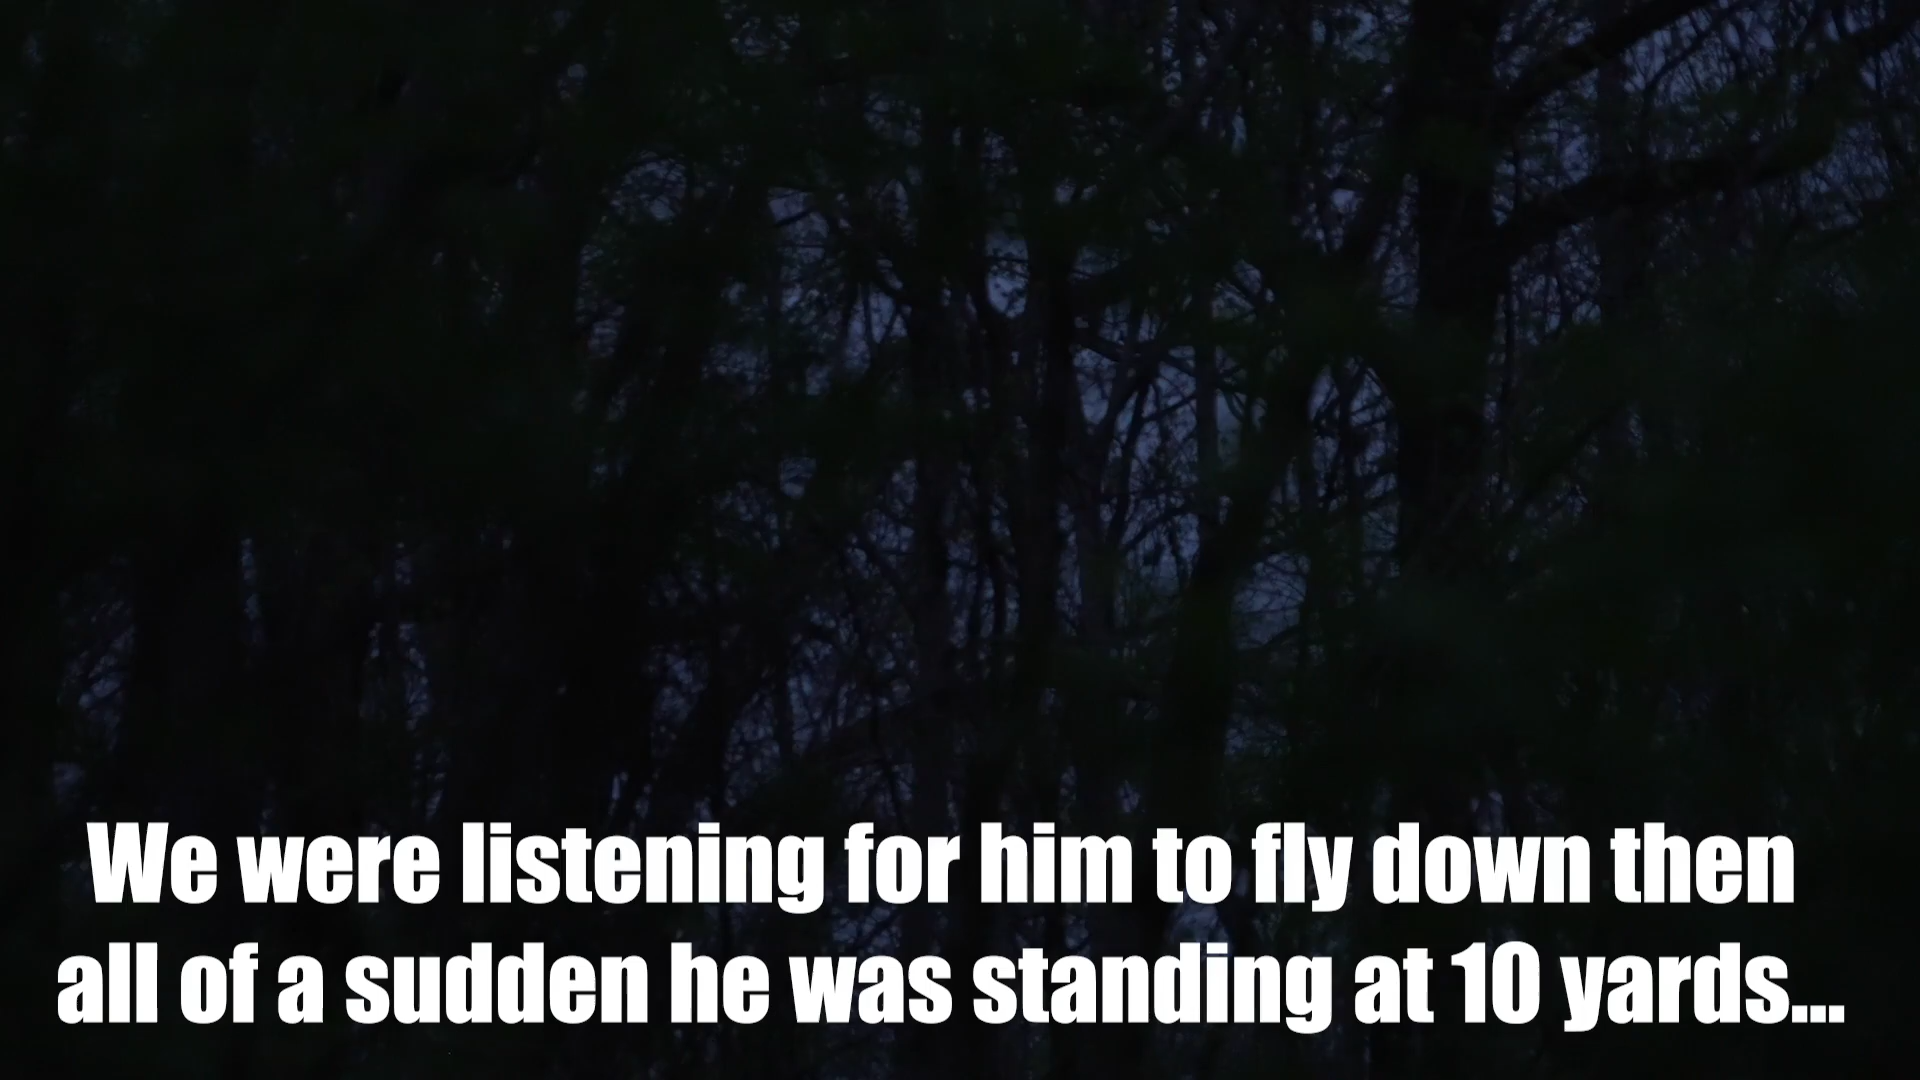 We were listening for him to fly down then
all of a sudden he was standing at 10 yards...